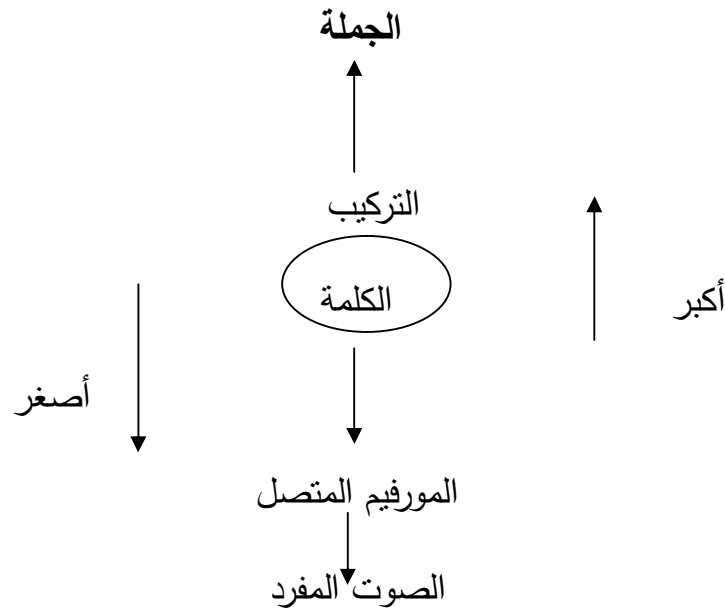 الجملة
التركيب
الكلمة
أكبر
أصغر
المورفيم المتصل
الصوت المفرد